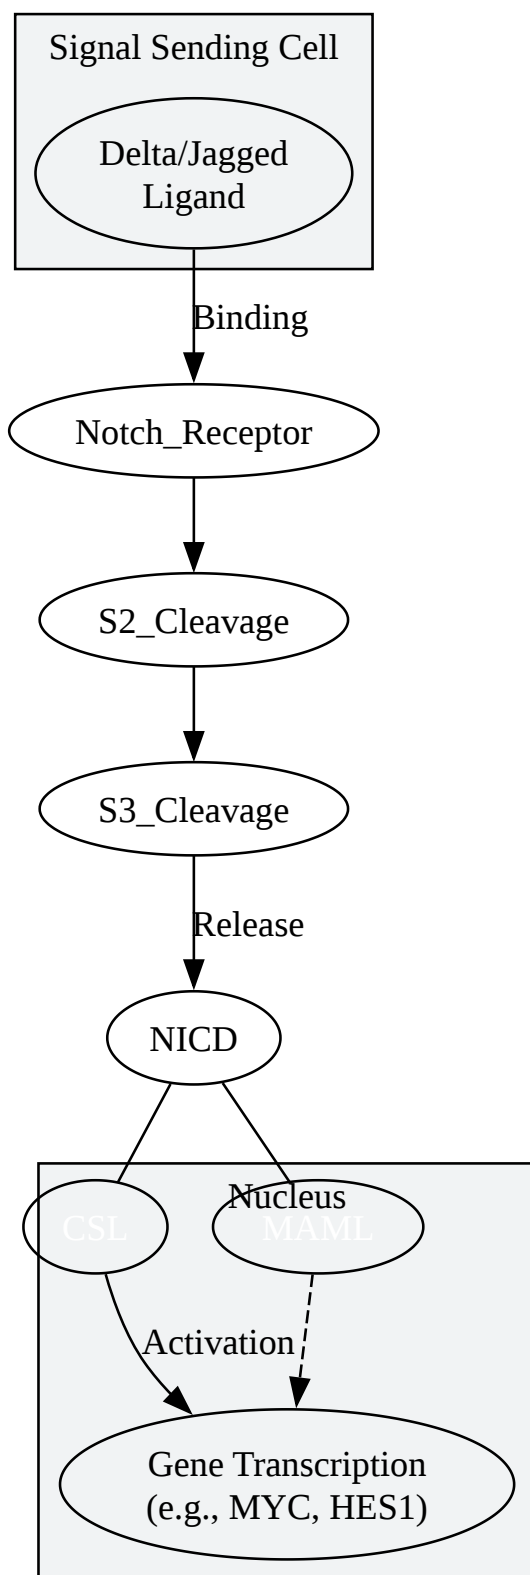 Signal Sending Cell
Delta/Jagged
Ligand
Binding
Notch_Receptor
S2_Cleavage
S3_Cleavage
Release
NICD
Nucleus
CSL
MAML
Activation
Gene Transcription
(e.g., MYC, HES1)